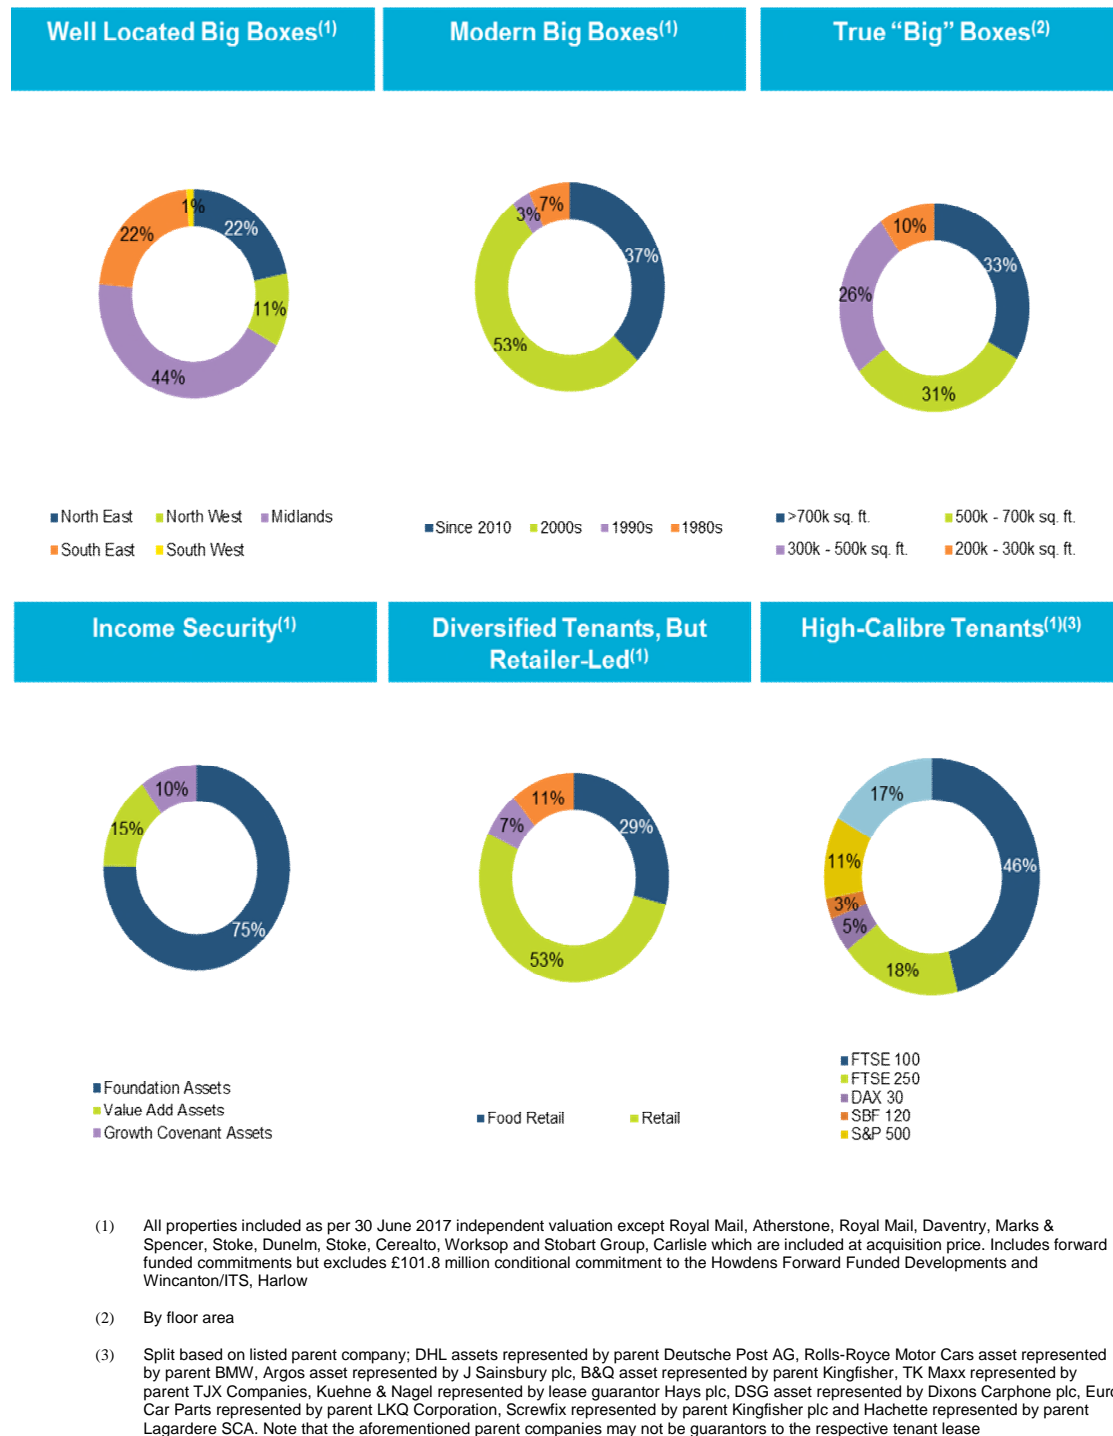 Well Located Big Boxes(1)
Modern Big Boxes(1)
True “Big” Boxes(2)
1%
22%
22%
11%
44%
7%
3%
37%
53%
10%
33%
26%
31%
North East
North West
Midlands
South East
South West
Since 2010
2000s
1990s
1980s
>700k sq. ft.
500k - 700k sq. ft.
300k - 500k sq. ft.
200k - 300k sq. ft.
Income Security(1)
Diversified Tenants, But
Retailer-Led(1)
High-Calibre Tenants(1)(3)
10%
15%
75%
11%
7%
29%
53%
17%
11%
46%
3%
5%
18%
Foundation Assets
Value Add Assets
Growth Covenant Assets
Food Retail
Retail
FTSE 100
FTSE 250
DAX 30
SBF 120
S&P 500
(1) All properties included as per 30 June 2017 independent valuation except Royal Mail, Atherstone, Royal Mail, Daventry, Marks &
Spencer, Stoke, Dunelm, Stoke, Cerealto, Worksop and Stobart Group, Carlisle which are included at acquisition price. Includes forward
funded commitments but excludes £101.8 million conditional commitment to the Howdens Forward Funded Developments and
Wincanton/ITS, Harlow
(2) By floor area
(3) Split based on listed parent company; DHL assets represented by parent Deutsche Post AG, Rolls-Royce Motor Cars asset represented
by parent BMW, Argos asset represented by J Sainsbury plc, B&Q asset represented by parent Kingfisher, TK Maxx represented by
parent TJX Companies, Kuehne & Nagel represented by lease guarantor Hays plc, DSG asset represented by Dixons Carphone plc, Euro
Car Parts represented by parent LKQ Corporation, Screwfix represented by parent Kingfisher plc and Hachette represented by parent
Lagardere SCA. Note that the aforementioned parent companies may not be guarantors to the respective tenant lease